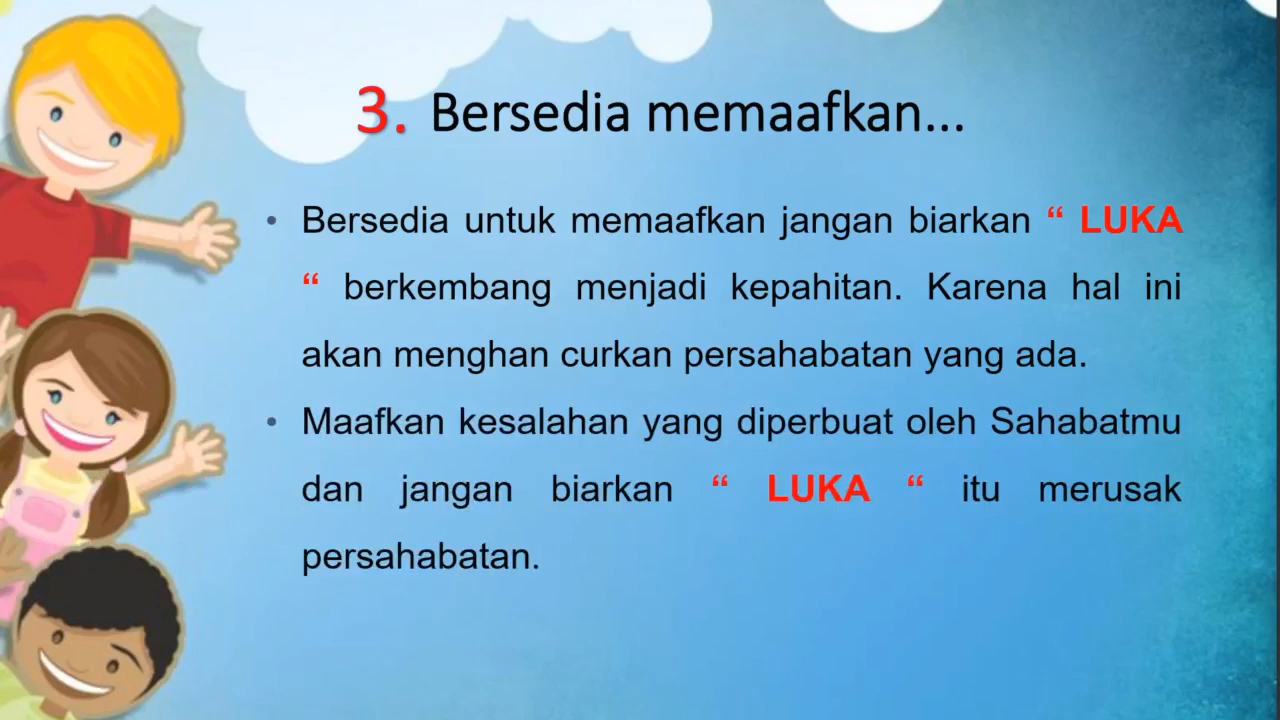 3. Bersedia memaafkan...
• Bersedia untuk memaafkan jangan biarkan “ LUKA
“ berkembang menjadi kepahitan. Karena hal ini
akan menghan curkan persahabatan yang ada.
• Maafkan kesalahan yang diperbuat oleh Sahabatmu
dan jangan biarkan “ LUKA “ itu merusak
persahabatan.